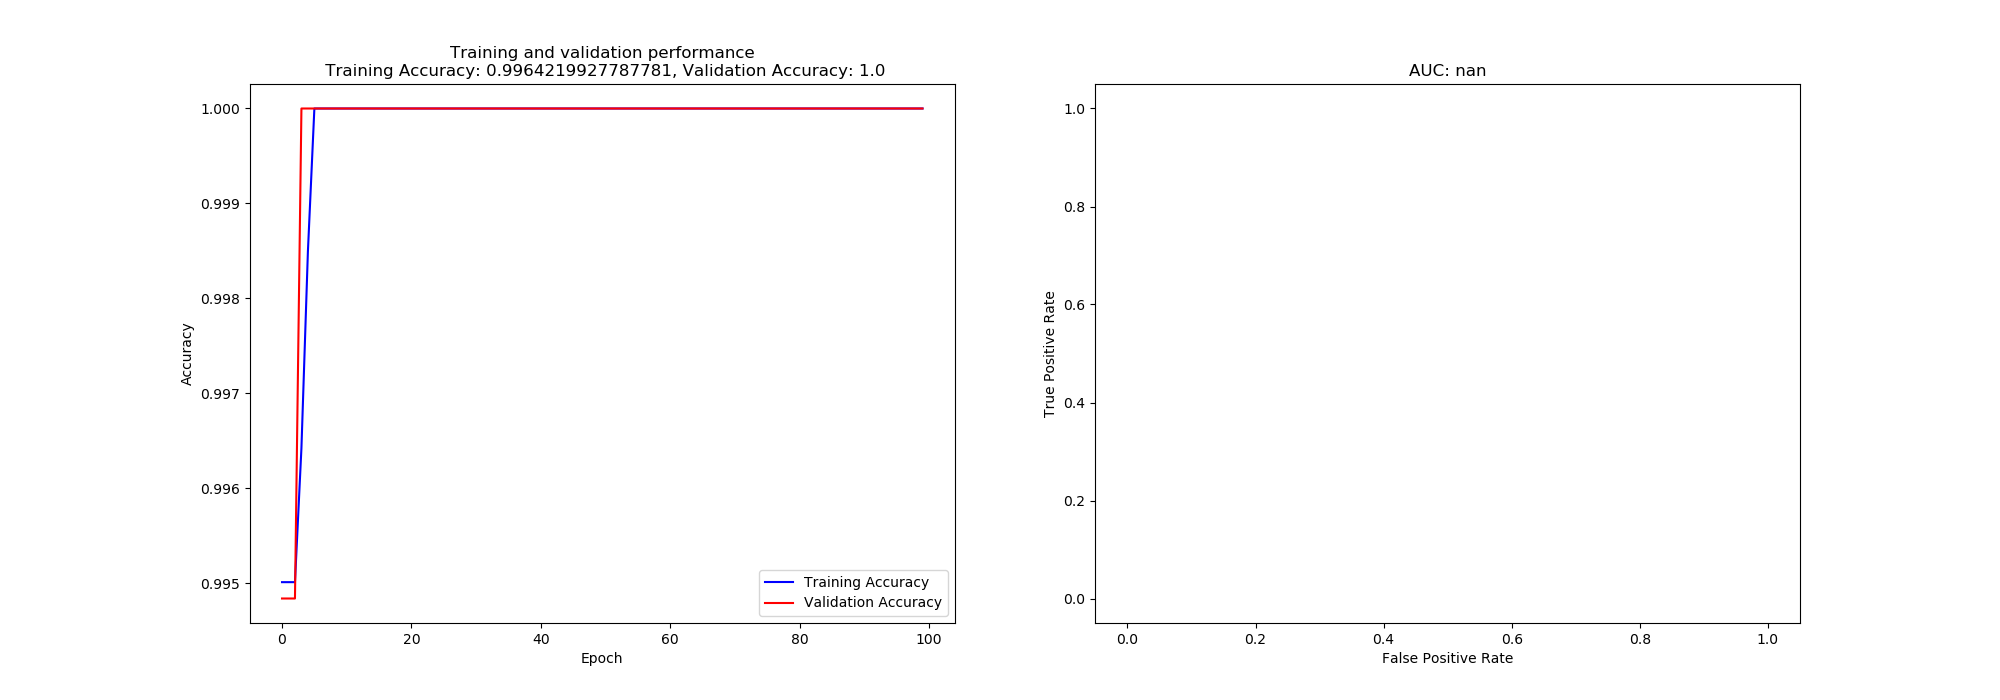 Training and validation performance
Training Accuracy: 0.9964219927787781, Validation Accuracy: 1.0
1.000
0.999
0.998
0.997
0.996
0.995
Accuracy
0
20
40
60
80
100
Epoch
Training Accuracy
Validation Accuracy
AUC: nan
1.0
0.8
0.6
0.4
0.2
0.0
True Positive Rate
0.0
0.2
0.4
0.6
0.8
1.0
False Positive Rate